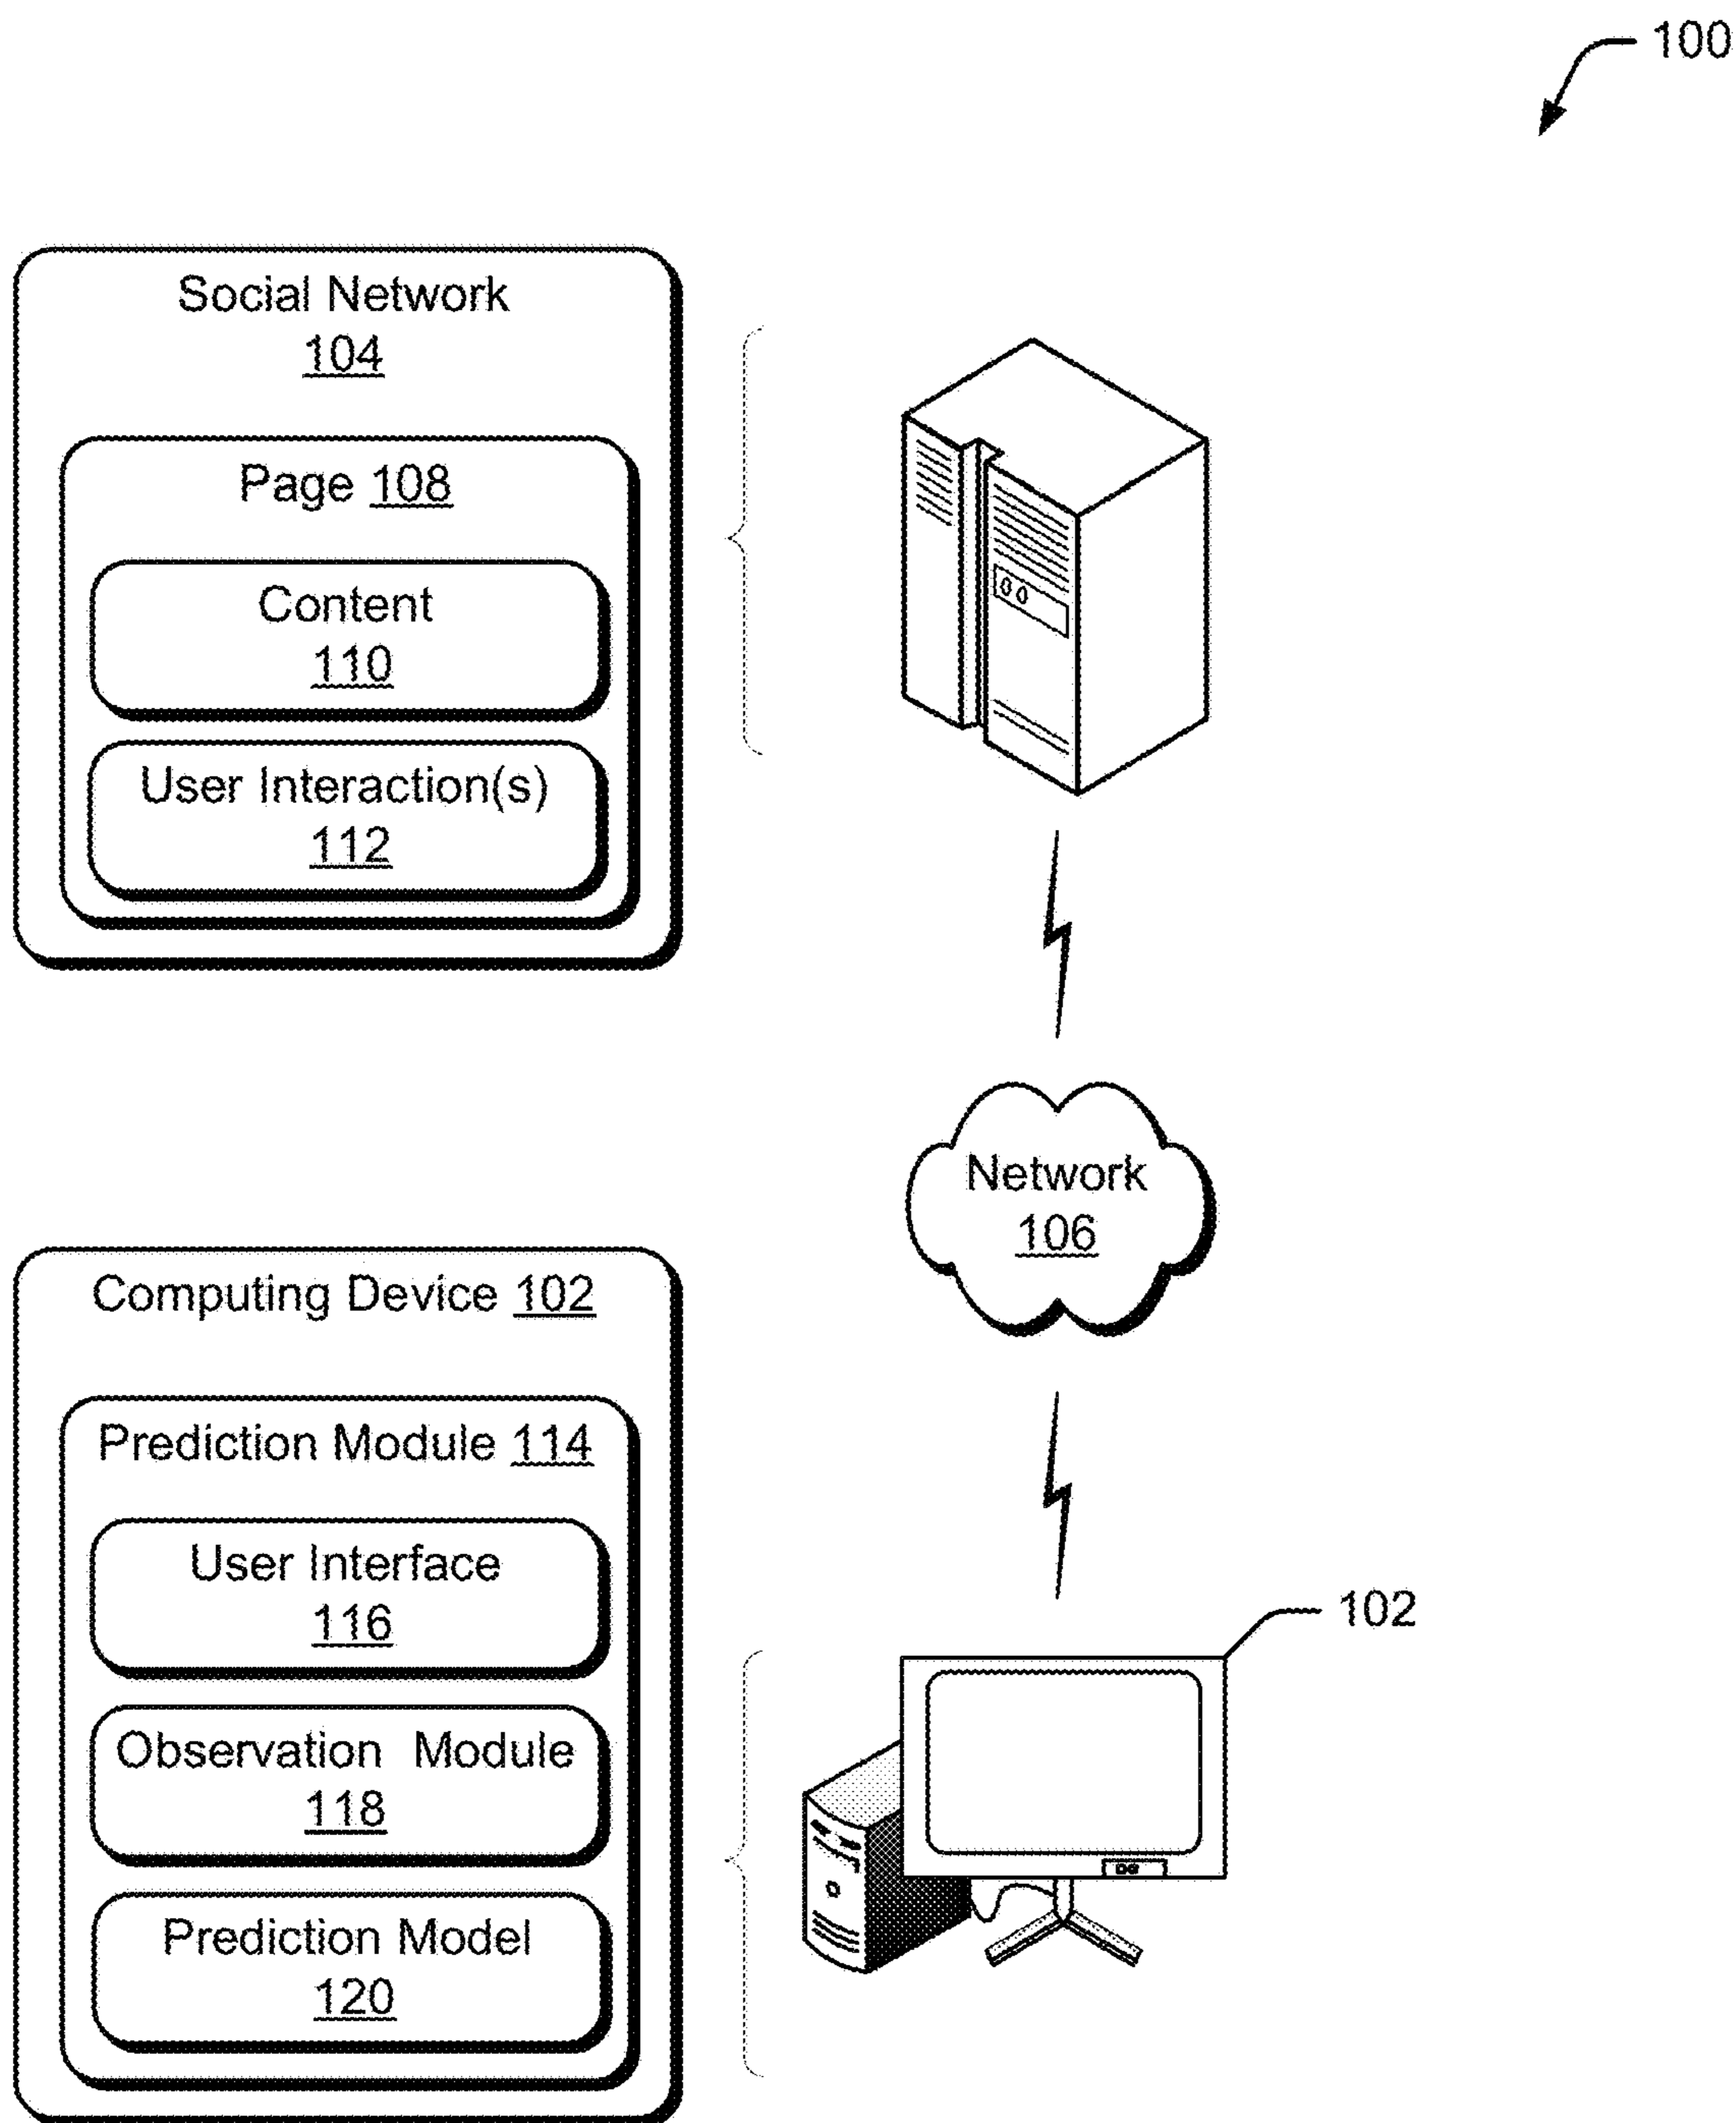 100
Social Network
104
Page 108
Content
110
User Interaction(s)
112
Network
106
Computing Device 102
Prediction Module 114
User Interface
116
102
Observation Module
118
Prediction Model
120